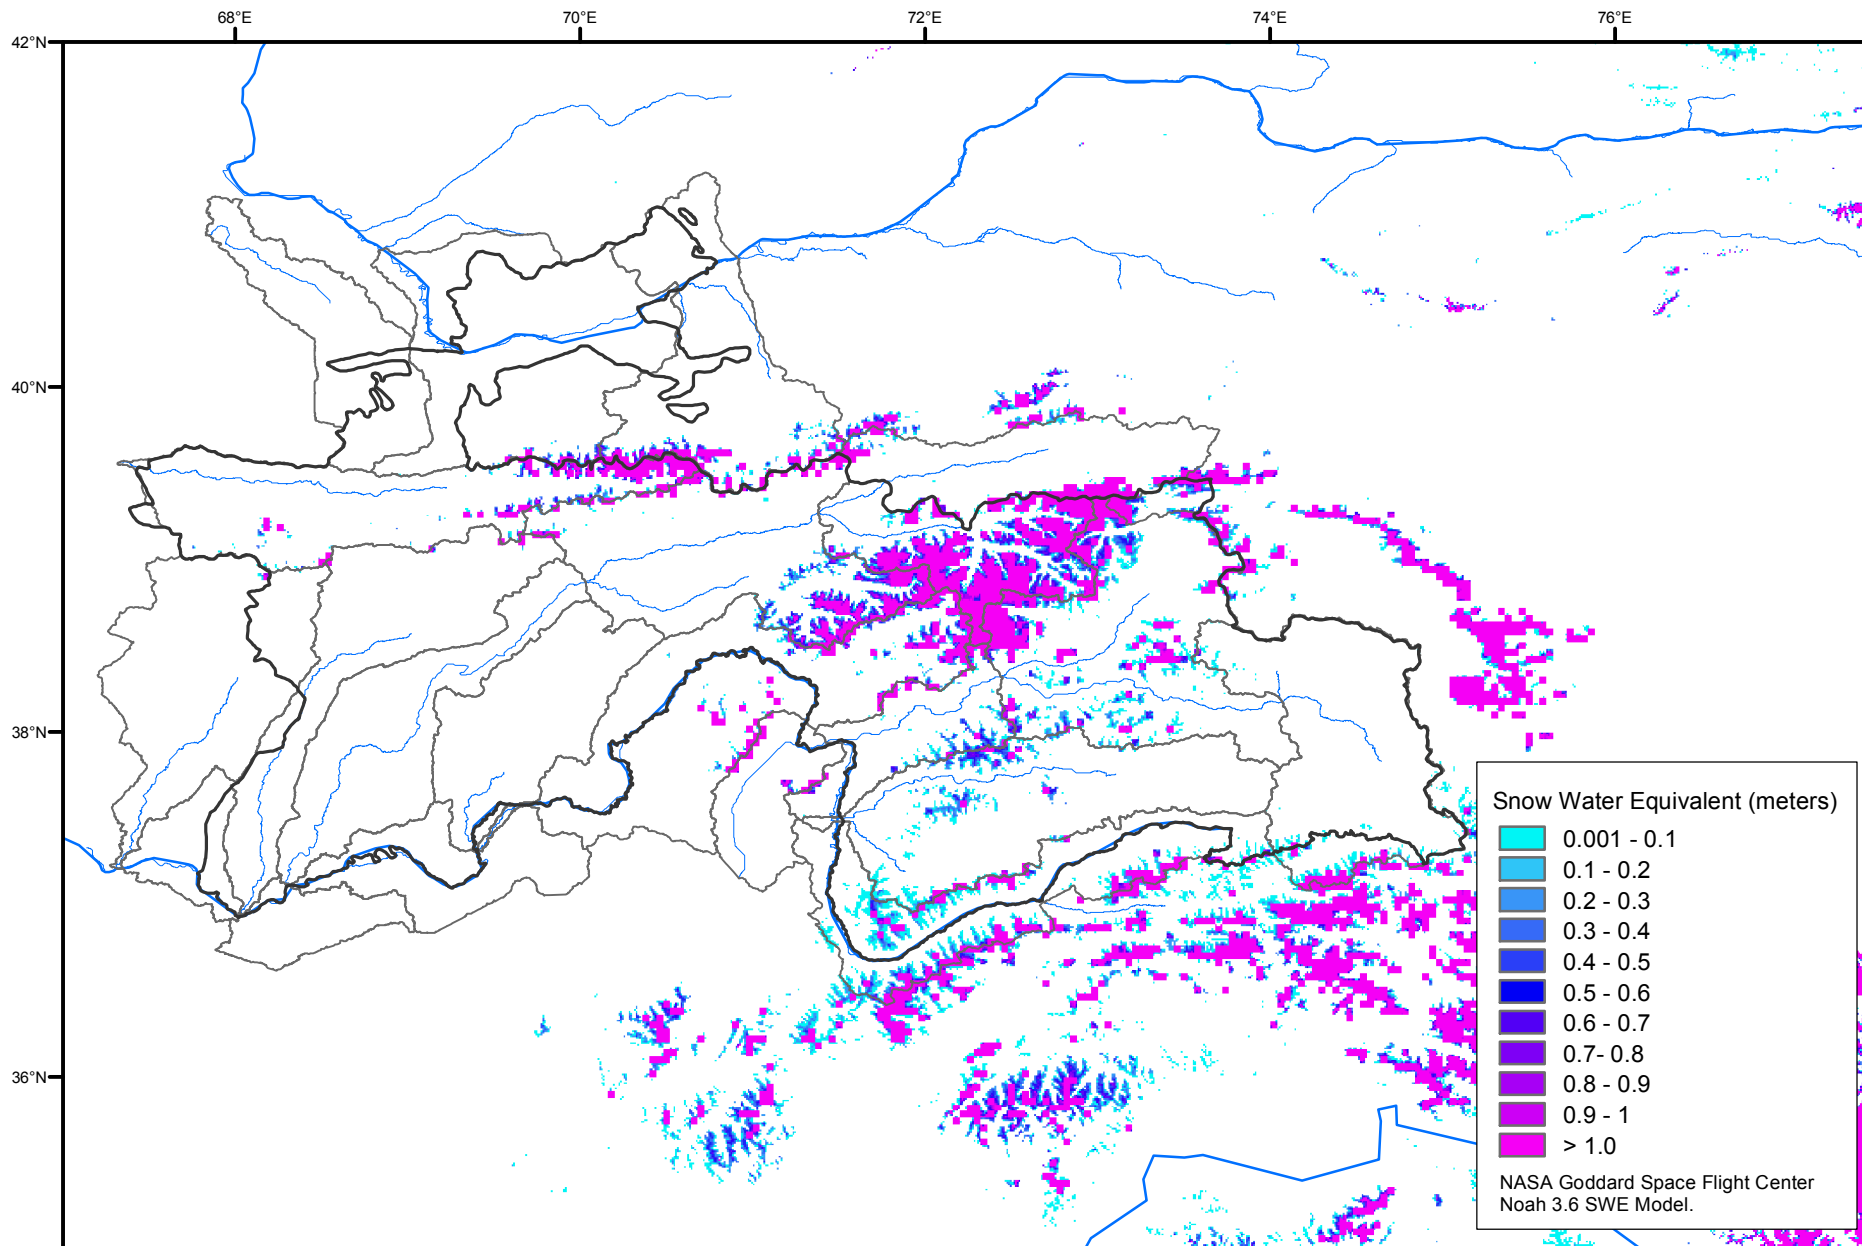 68°E 70°E 72°E 74°E 76°E
42°N
40°N
38°N
36°N
Snow Water Equivalent (meters)
0.001 - 0.1
0.1 - 0.2
0.2 - 0.3
0.3 - 0.4
0.4 - 0.5
0.5 - 0.6
0.6 - 0.7
0.7- 0.8
0.8 - 0.9
0.9 - 1
> 1.0
NASA Goddard Space Flight Center
Noah 3.6 SWE Model.